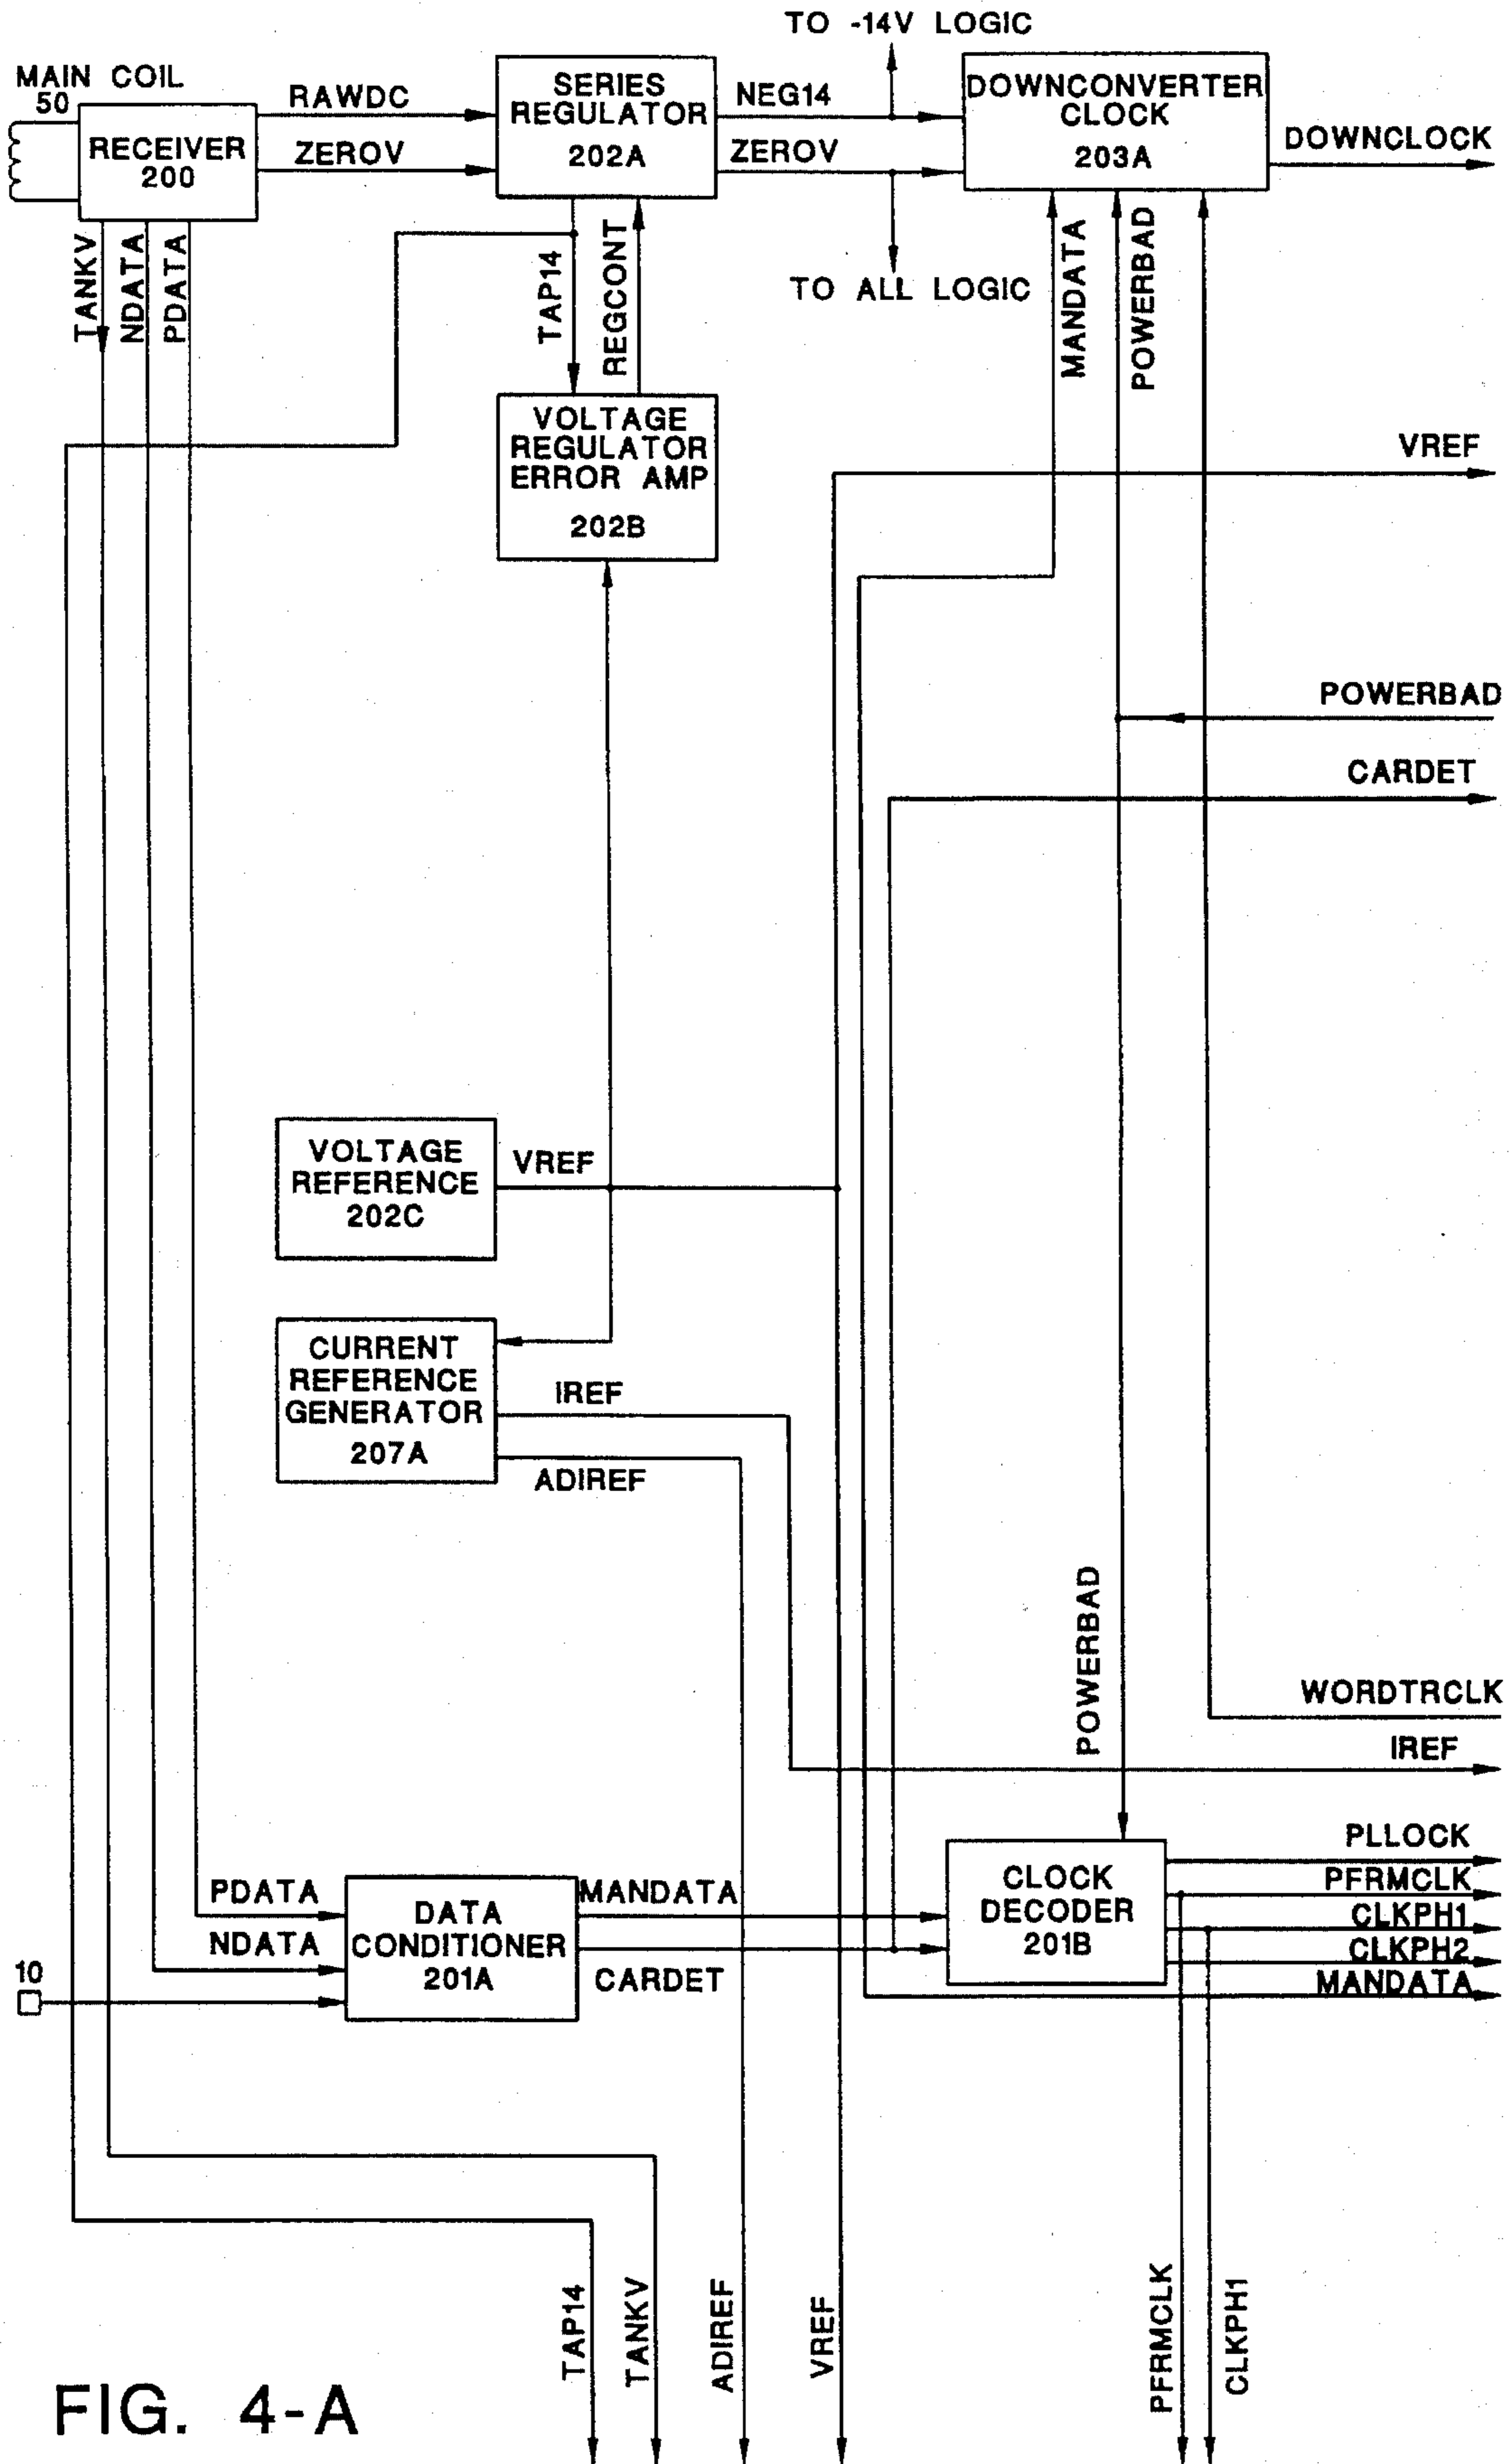 TO -14V LOGIC
MAIN COIL
50
RECEIVER
200
RAWDC
ZEROV
SERIES
REGULATOR
202A
NEG14
ZEROV
DOWNCONVERTER
CLOCK
203A
DOWNCLOCK
TANKV
NDATA
PDATA
TAP14
REGCONT
TO ALL LOGIC
MANDATA
POWERBAD
VOLTAGE
REGULATOR
ERROR AMP
202B
VREF
POWERBAD
CARDET
VOLTAGE
REFERENCE
202C
VREF
CURRENT
REFERENCE
GENERATOR
207A
IREF
ADIREF
POWERBAD
WORDTRCLK
IREF
PDATA
NDATA
10
DATA
CONDITIONER
201A
MANDATA
CARDET
CLOCK
DECODER
201B
PLLOCK
PFRMCLK
CLKPH1
CLKPH2
MANDATA
TAP14
TANKV
ADIREF
VREF
PFRMCLK
CLKPH1
FIG. 4-A